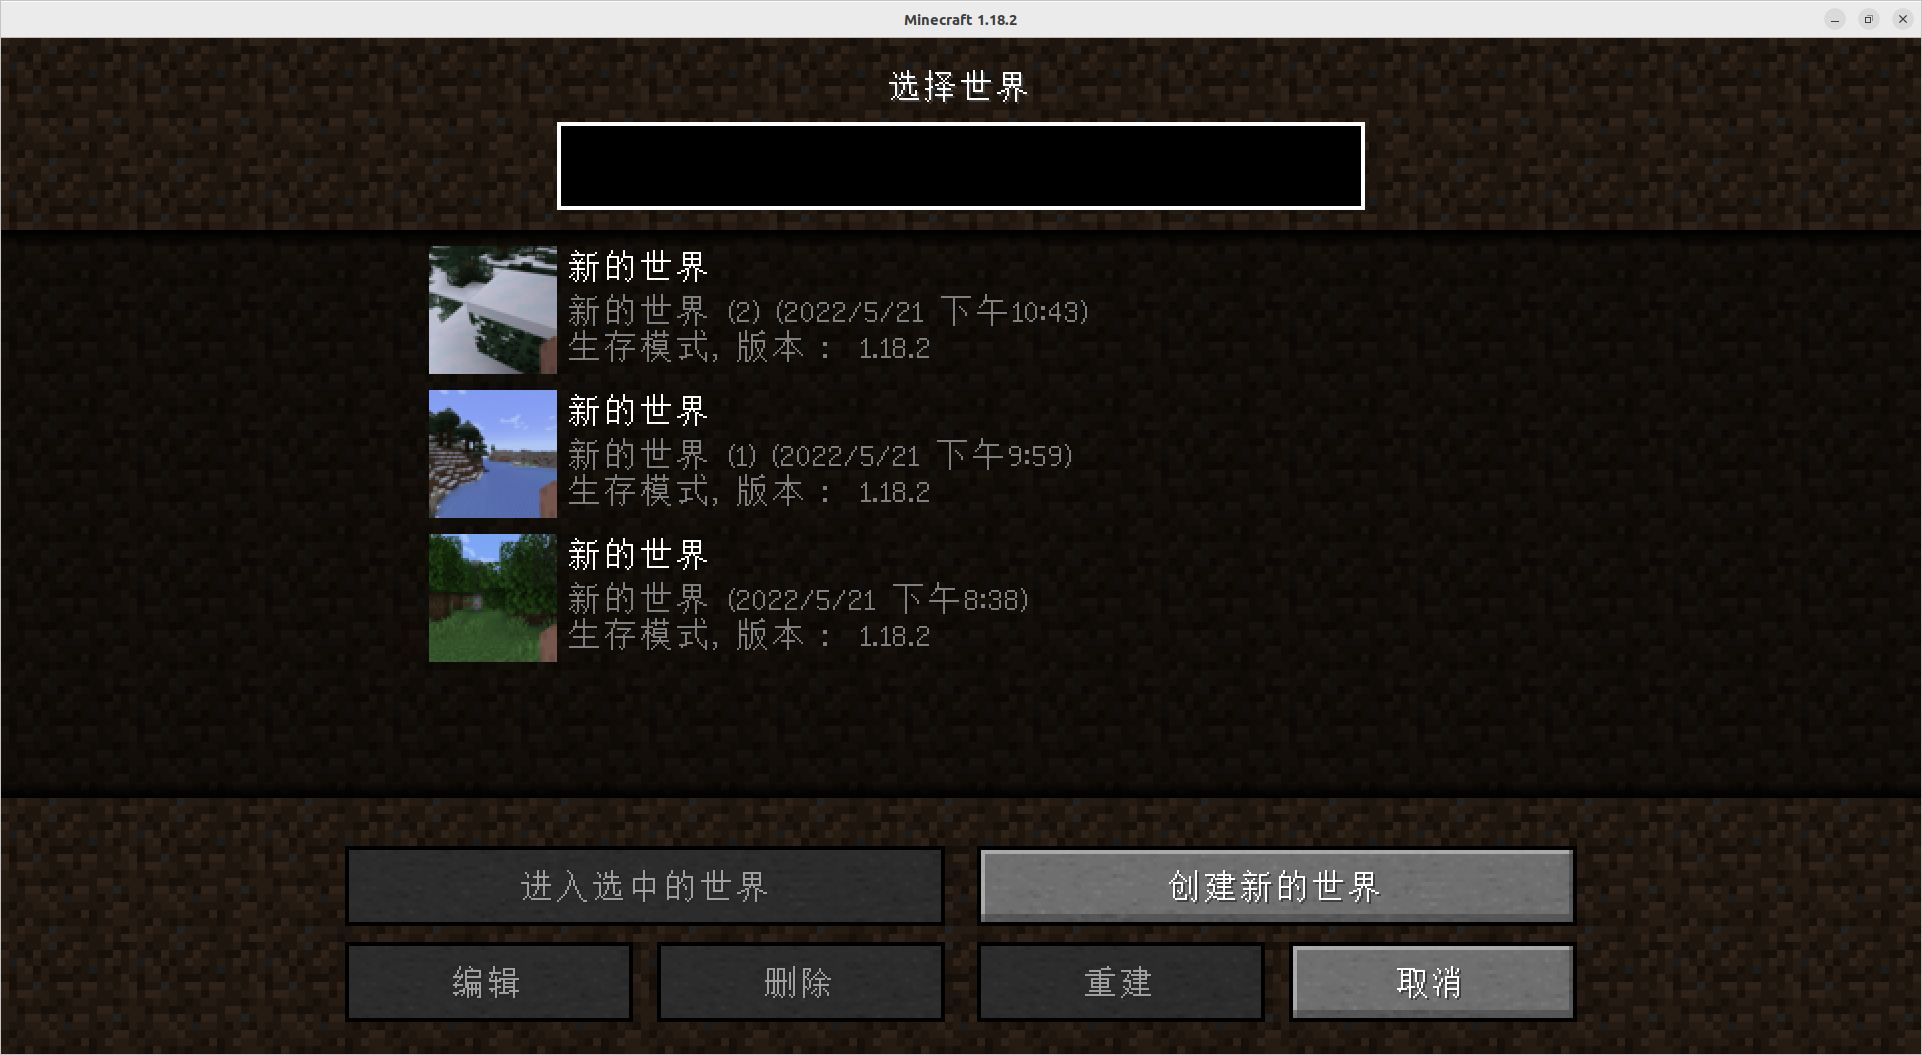 Minecraft 1.18.2
选择世界
新的世界
新的世界 (2) (2022/5/21 下午10:43)
生存模式, 版本： 1.18.2
新的世界
新的世界 (1) (2022/5/21 下午9:59)
生存模式, 版本： 1.18.2
新的世界
新的世界 (2022/5/21 下午8:38)
生存模式, 版本： 1.18.2
进入选中的世界
创建新的世界
编辑
删除
重建
取消